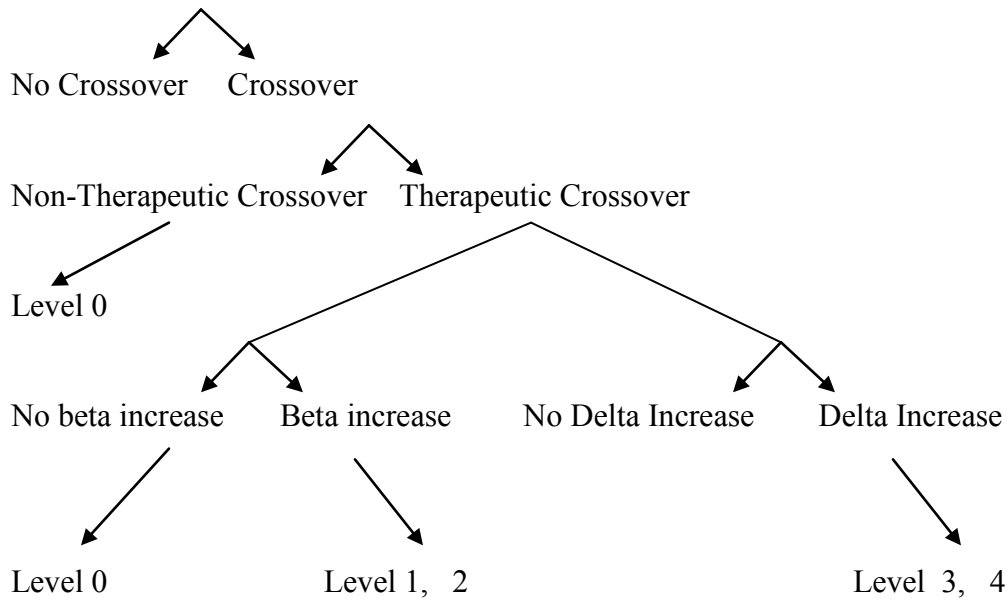 No Crossover Crossover
Non-Therapeutic Crossover Therapeutic Crossover
Level 0
No beta increase Beta increase No Delta Increase Delta Increase
Level 0 Level 1, 2 Level 3, 4